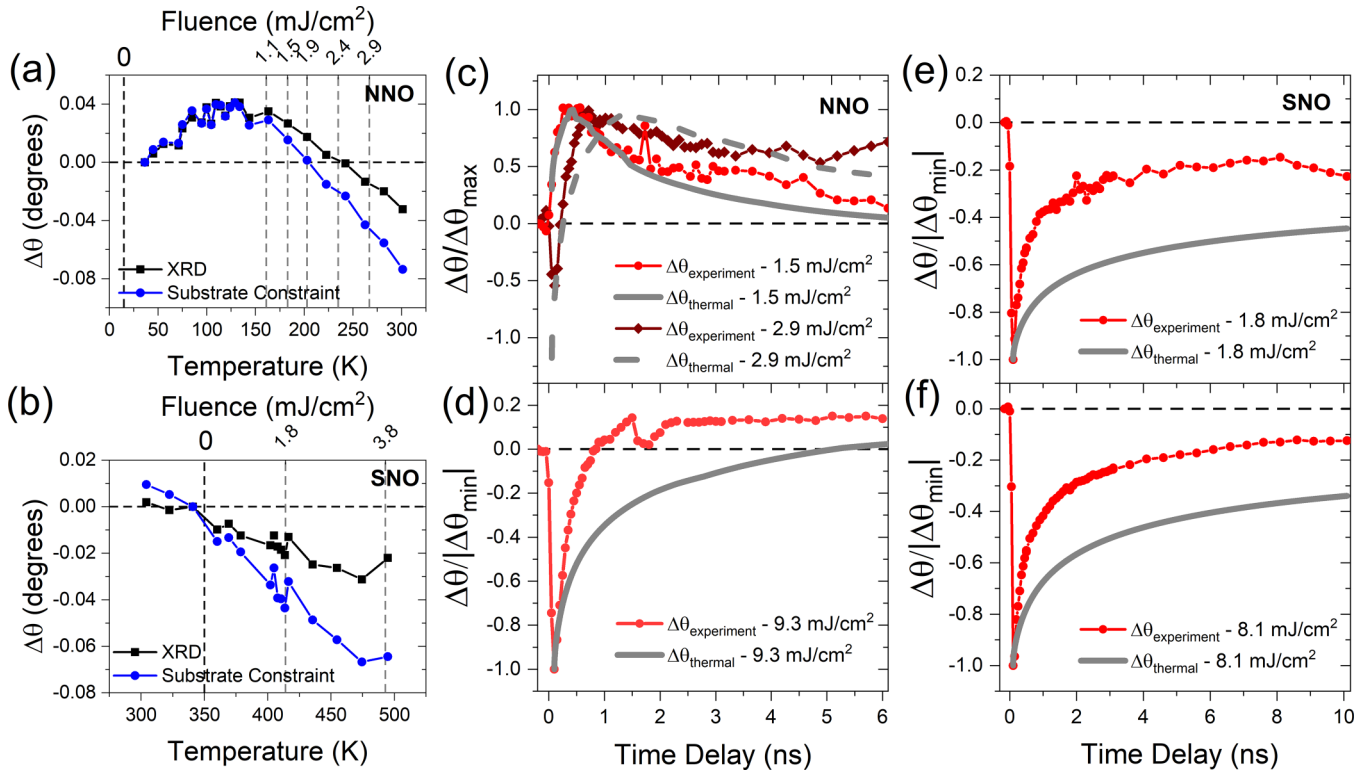 Fluence (mJ/cm²)
0 1.1 1.5 1.9 2.4 2.9
(a)
NNO
0.04
0.00
-0.04
-0.08
Δθ (degrees)
XRD
Substrate Constraint
0 25 50 75 100 125 150 175 200 225 250 275 300
Temperature (K)
(b)
Fluence (mJ/cm²)
0 1.8 3.8
SNO
0.02
0.00
-0.02
-0.04
-0.06
-0.08
Δθ (degrees)
XRD
Substrate Constraint
300 350 400 450 500
Temperature (K)
(c)
NNO
1.0
0.5
0.0
-0.5
-1.0
Δθ/Δθmax
Δθexperiment - 1.5 mJ/cm²
Δθthermal - 1.5 mJ/cm²
Δθexperiment - 2.9 mJ/cm²
Δθthermal - 2.9 mJ/cm²
(d)
0.2
0.0
-0.2
-0.4
-0.6
-0.8
-1.0
Δθ/|Δθmin|
Δθexperiment - 9.3 mJ/cm²
Δθthermal - 9.3 mJ/cm²
0 1 2 3 4 5 6
Time Delay (ns)
(e)
SNO
0.2
0.0
-0.2
-0.4
-0.6
-0.8
-1.0
Δθ/|Δθmin|
Δθexperiment - 1.8 mJ/cm²
Δθthermal - 1.8 mJ/cm²
(f)
0.0
-0.2
-0.4
-0.6
-0.8
-1.0
Δθ/|Δθmin|
Δθexperiment - 8.1 mJ/cm²
Δθthermal - 8.1 mJ/cm²
0 2 4 6 8 10
Time Delay (ns)